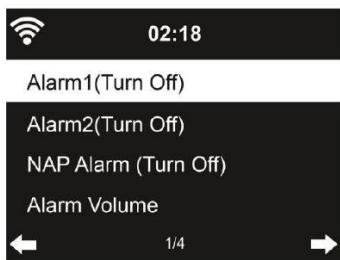 02:18
Alarm1(Turn Off)
Alarm2(Turn Off)
NAP Alarm (Turn Off)
Alarm Volume
1/4